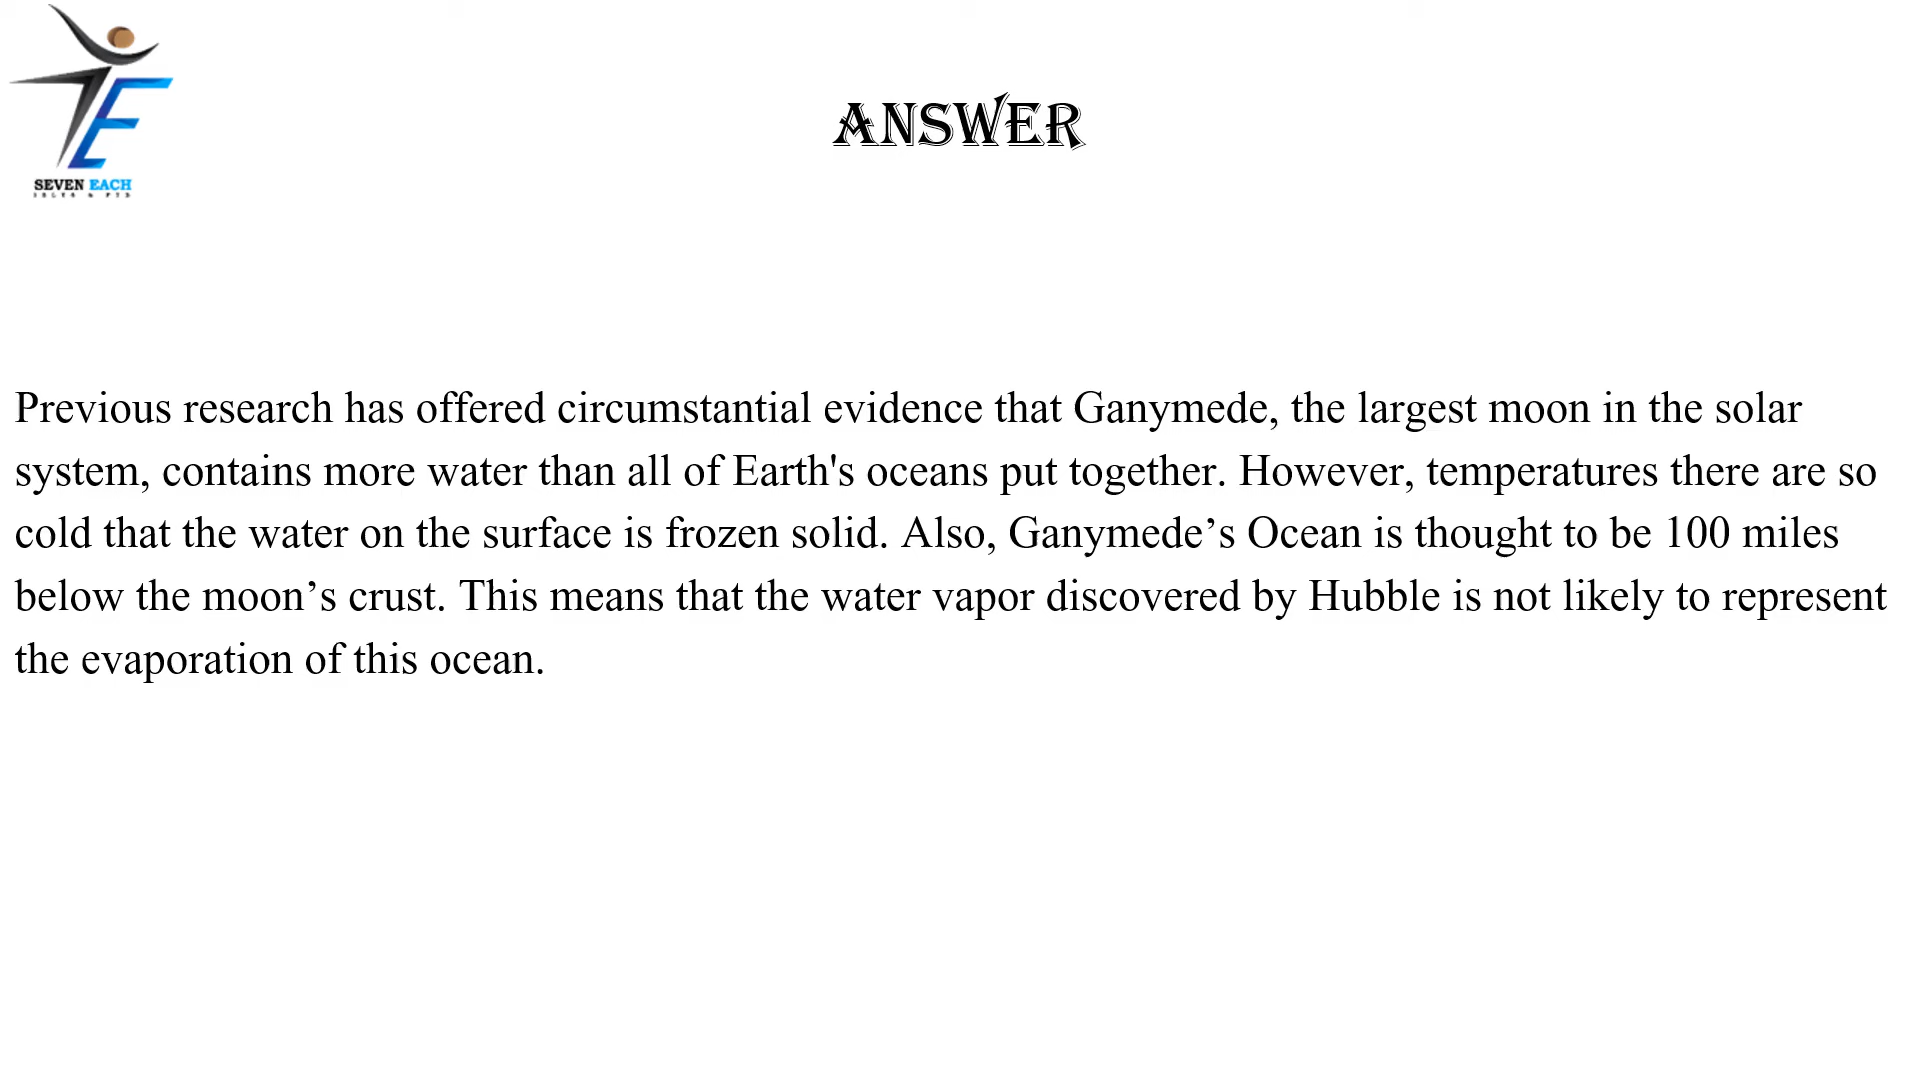 SEVEN EACH
IELTS & PTE
ANSWER
Previous research has offered circumstantial evidence that Ganymede, the largest moon in the solar
system, contains more water than all of Earth's oceans put together. However, temperatures there are so
cold that the water on the surface is frozen solid. Also, Ganymede’s Ocean is thought to be 100 miles
below the moon’s crust. This means that the water vapor discovered by Hubble is not likely to represent
the evaporation of this ocean.